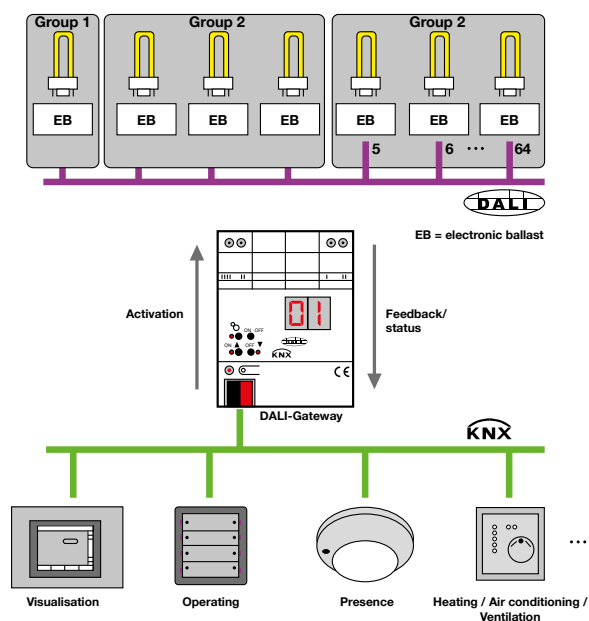 Group 1
Group 2
Group 2
EB
EB
EB
EB
EB
EB
EB
5
6
...
64
DALI
EB = electronic ballast
Activation
01
ON OFF
ON OFF
DALI
KNX
CE
Feedback/
status
DALI-Gateway
KNX
...
Visualisation
Operating
Presence
Heating / Air conditioning /
Ventilation